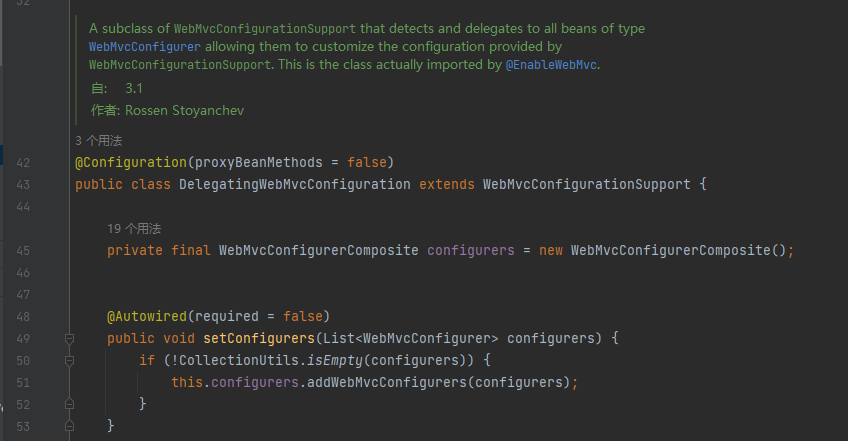 32
A subclass of WebMvcConfigurationSupport that detects and delegates to all beans of type
WebMvcConfigurer allowing them to customize the configuration provided by
WebMvcConfigurationSupport. This is the class actually imported by @EnableWebMvc.
自: 3.1
作者: Rossen Stoyanchev
3 个用法
42 @Configuration(proxyBeanMethods = false)
43 public class DelegatingWebMvcConfiguration extends WebMvcConfigurationSupport {
44
19 个用法
45 private final WebMvcConfigurerComposite configurers = new WebMvcConfigurerComposite();
46
47
48 @Autowired(required = false)
49 public void setConfigurers(List<WebMvcConfigurer> configurers) {
50 if (!CollectionUtils.isEmpty(configurers)) {
51 this.configurers.addWebMvcConfigurers(configurers);
52 }
53 }